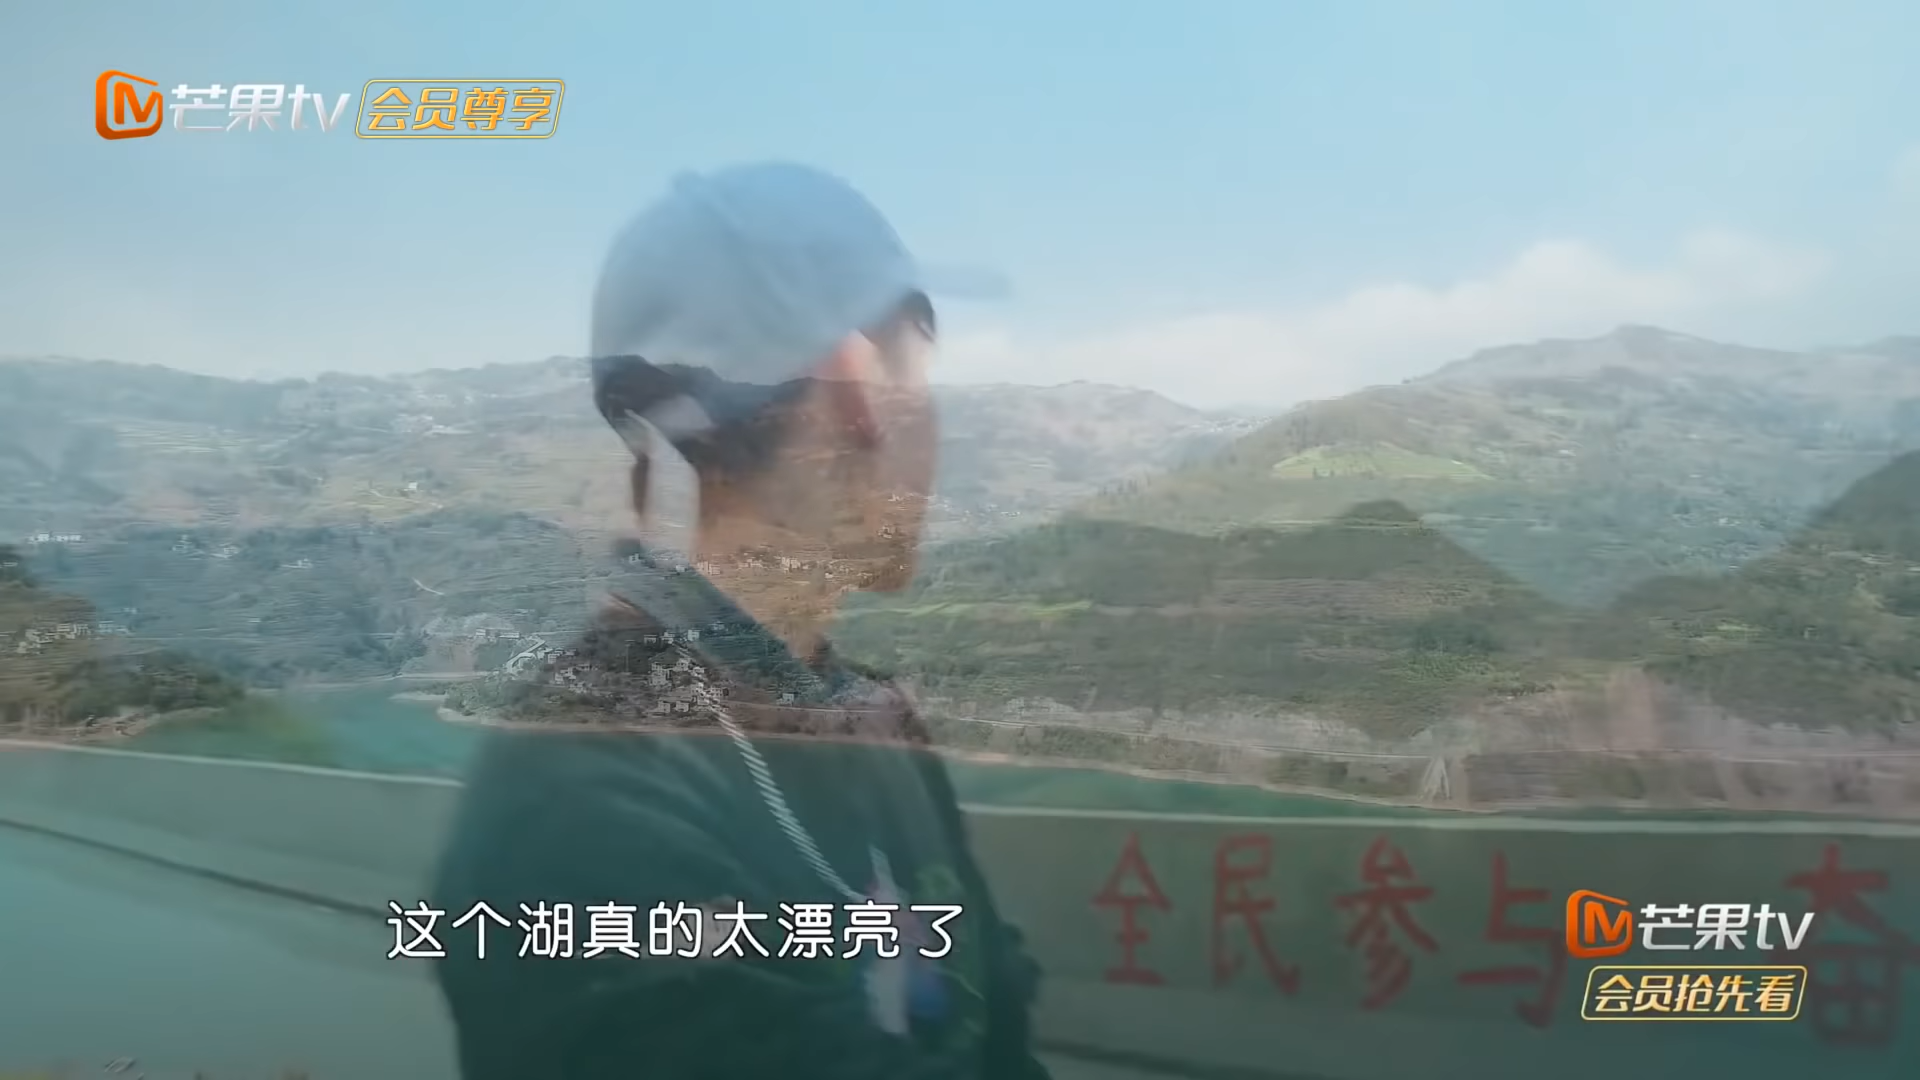 芒果tv 会员尊享
全民参与 奋
这个湖真的太漂亮了
芒果tv
会员抢先看